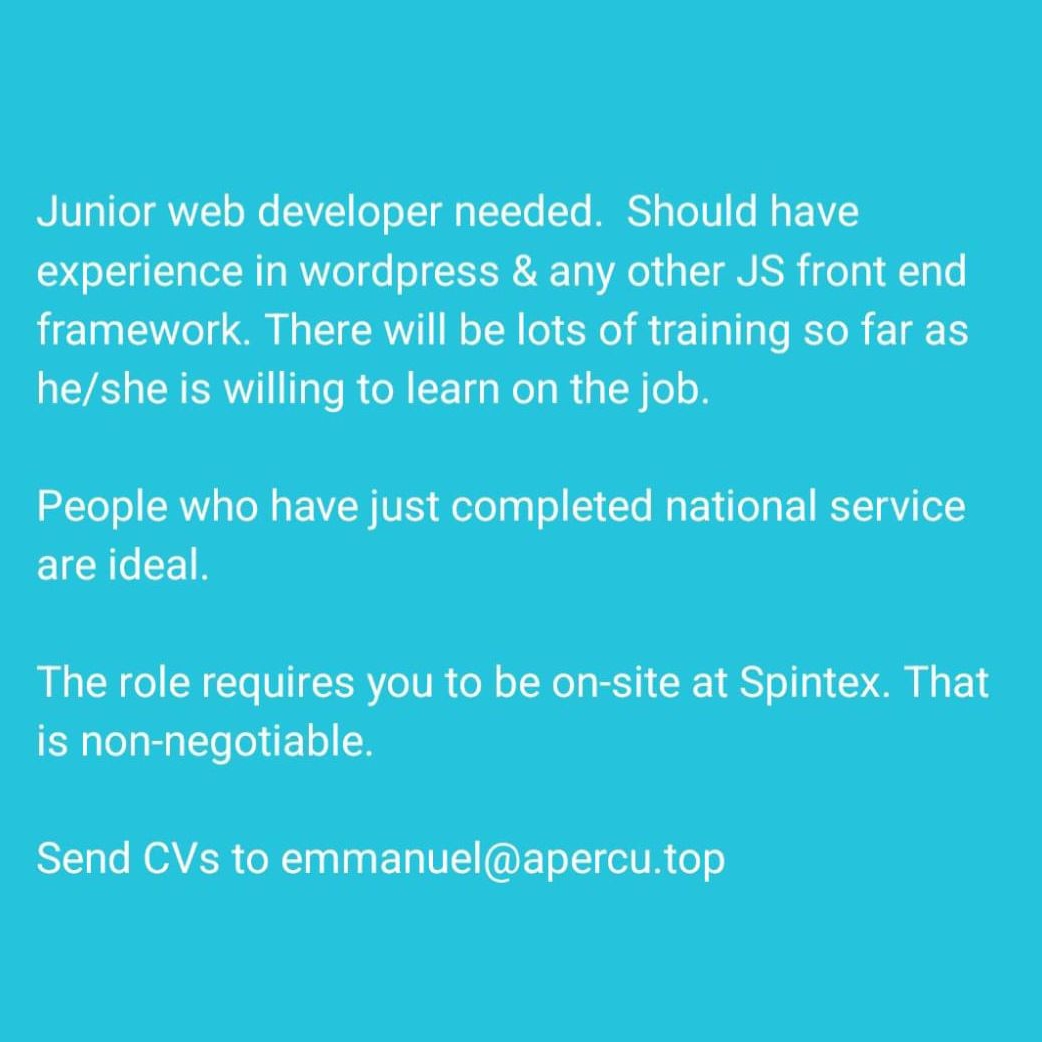 Junior web developer needed.  Should have
experience in wordpress & any other JS front end
framework. There will be lots of training so far as
he/she is willing to learn on the job.
People who have just completed national service
are ideal.
The role requires you to be on-site at Spintex. That
is non-negotiable.
Send CVs to emmanuel@apercu.top